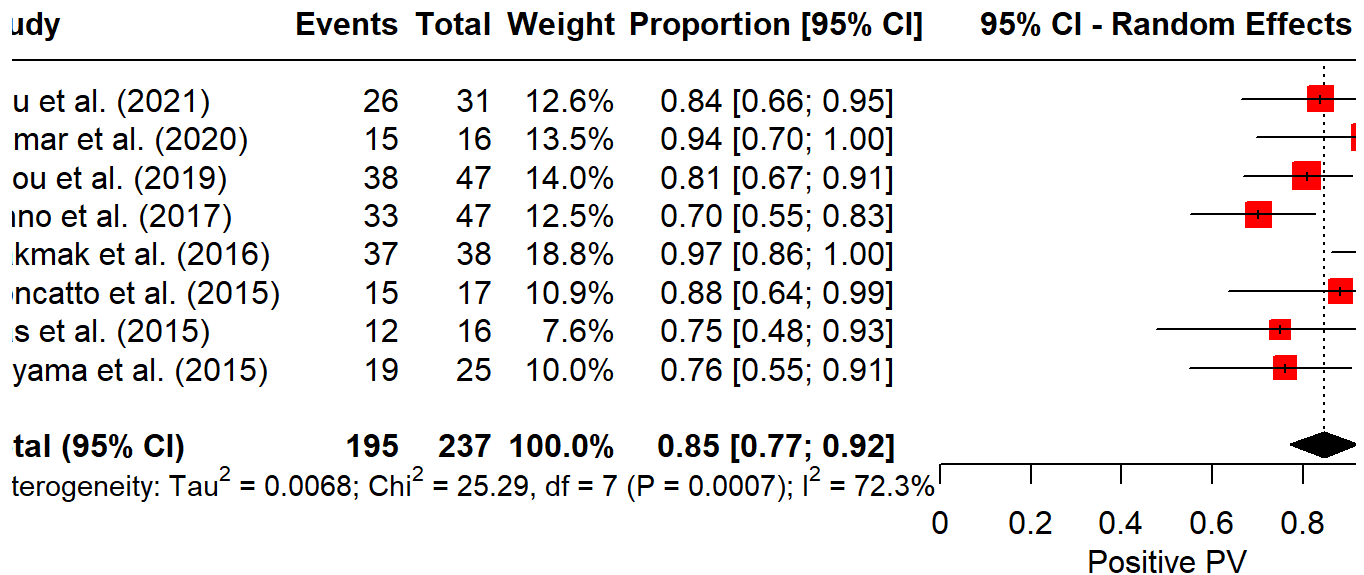 udy Events Total Weight Proportion [95% CI] 95% CI - Random Effects
u et al. (2021) 26 31 12.6% 0.84 [0.66; 0.95]
mar et al. (2020) 15 16 13.5% 0.94 [0.70; 1.00]
ou et al. (2019) 38 47 14.0% 0.81 [0.67; 0.91]
no et al. (2017) 33 47 12.5% 0.70 [0.55; 0.83]
kmak et al. (2016) 37 38 18.8% 0.97 [0.86; 1.00]
ncatto et al. (2015) 15 17 10.9% 0.88 [0.64; 0.99]
s et al. (2015) 12 16 7.6% 0.75 [0.48; 0.93]
yama et al. (2015) 19 25 10.0% 0.76 [0.55; 0.91]
tal (95% CI) 195 237 100.0% 0.85 [0.77; 0.92]
terogeneity: Tau² = 0.0068; Chi² = 25.29, df = 7 (P = 0.0007); I² = 72.3%
0 0.2 0.4 0.6 0.8
Positive PV